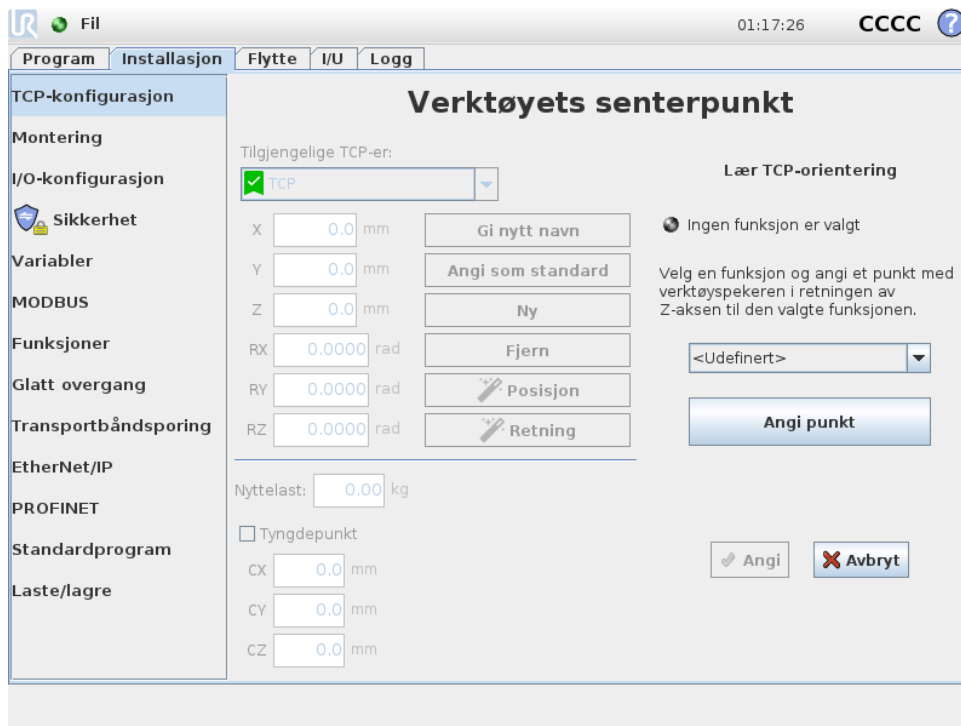 UR Fil 01:17:26 CCCC ?
Program Installasjon Flytte I/U Logg
TCP-konfigurasjon
Montering
I/O-konfigurasjon
Sikkerhet
Variabler
MODBUS
Funksjoner
Glatt overgang
Transportbåndsporing
EtherNet/IP
PROFINET
Standardprogram
Laste/lagre
Verktøyets senterpunkt
Tilgjengelige TCP-er:
TCP
X 0.0 mm Gi nytt navn
Y 0.0 mm Angi som standard
Z 0.0 mm Ny
RX 0.0000 rad Fjern
RY 0.0000 rad Posisjon
RZ 0.0000 rad Retning
Nyttelast: 0.00 kg
Tyngdepunkt
CX 0.0 mm
CY 0.0 mm
CZ 0.0 mm
Lær TCP-orientering
Ingen funksjon er valgt
Velg en funksjon og angi et punkt med
verktøyspekeren i retningen av
Z-aksen til den valgte funksjonen.
<Udefinert>
Angi punkt
Angi Avbryt